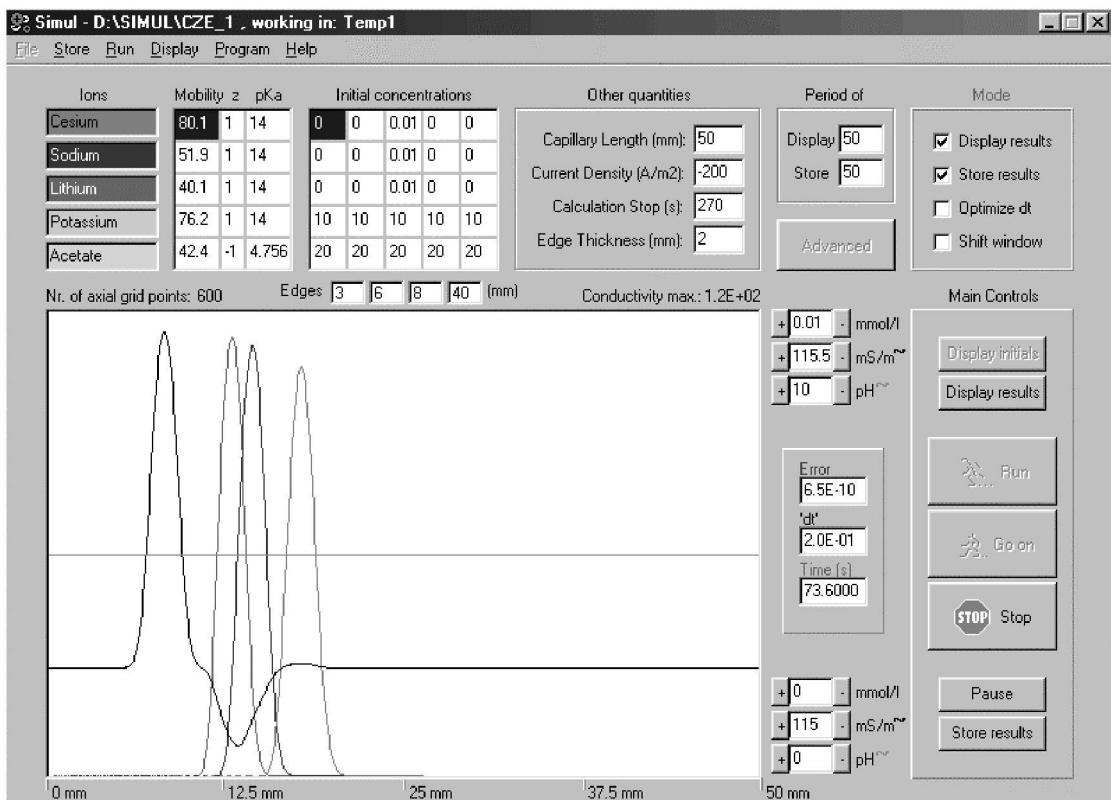 Simul - D:\SIMUL\CZE_1 , working in: Temp1
File Store Run Display Program Help
Ions Mobility z pKa Initial concentrations Other quantities Period of Mode
Cesium 80.1 1 14 0 0 0.01 0 0
Sodium 51.9 1 14 0 0 0.01 0 0
Lithium 40.1 1 14 0 0 0.01 0 0
Potassium 76.2 1 14 10 10 10 10 10
Acetate 42.4 -1 4.756 20 20 20 20 20
Capillary Length (mm): 50
Current Density (A/m2): -200
Calculation Stop (s): 270
Edge Thickness (mm): 2
Display 50
Store 50
Advanced
Display results
Store results
Optimize dt
Shift window
Nr. of axial grid points: 600 Edges 3 6 8 40 (mm) Conductivity max.: 1.2E+02
+ 0.01 - mmol/l
+ 115.5 - mS/m~
+ 10 - pH~
Error
6.5E-10
'dt'
2.0E-01
Time (s)
73.6000
+ 0 - mmol/l
+ 115 - mS/m~
+ 0 - pH~
Main Controls
Display initials
Display results
Run
Go on
STOP Stop
Pause
Store results
0 mm 12.5 mm 25 mm 37.5 mm 50 mm